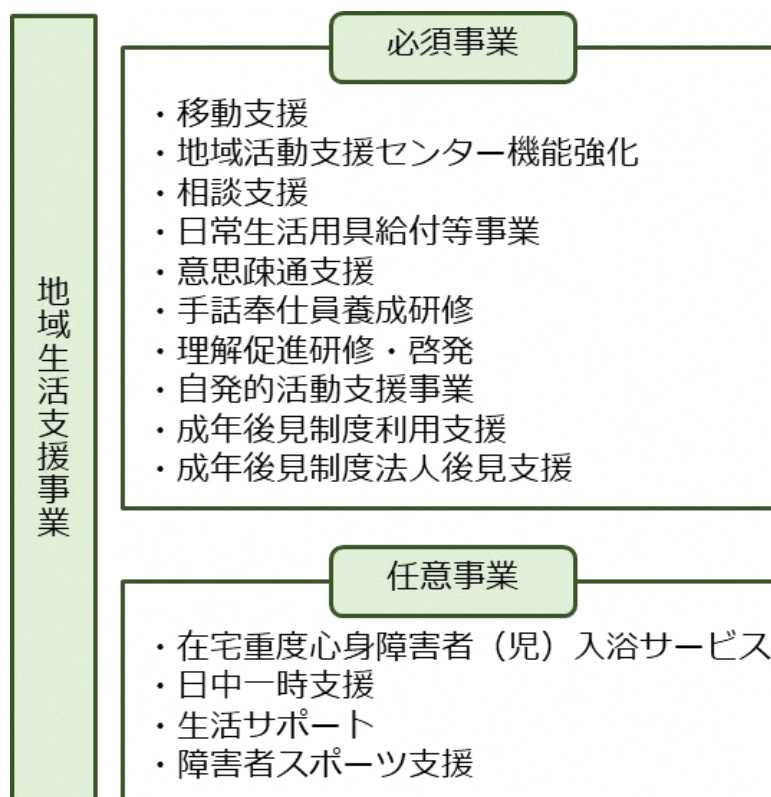 地域生活支援事業
必須事業
・移動支援
・地域活動支援センター機能強化
・相談支援
・日常生活用具給付等事業
・意思疎通支援
・手話奉仕員養成研修
・理解促進研修・啓発
・自発的活動支援事業
・成年後見制度利用支援
・成年後見制度法人後見支援
任意事業
・在宅重度心身障害者（児）入浴サービス
・日中一時支援
・生活サポート
・障害者スポーツ支援